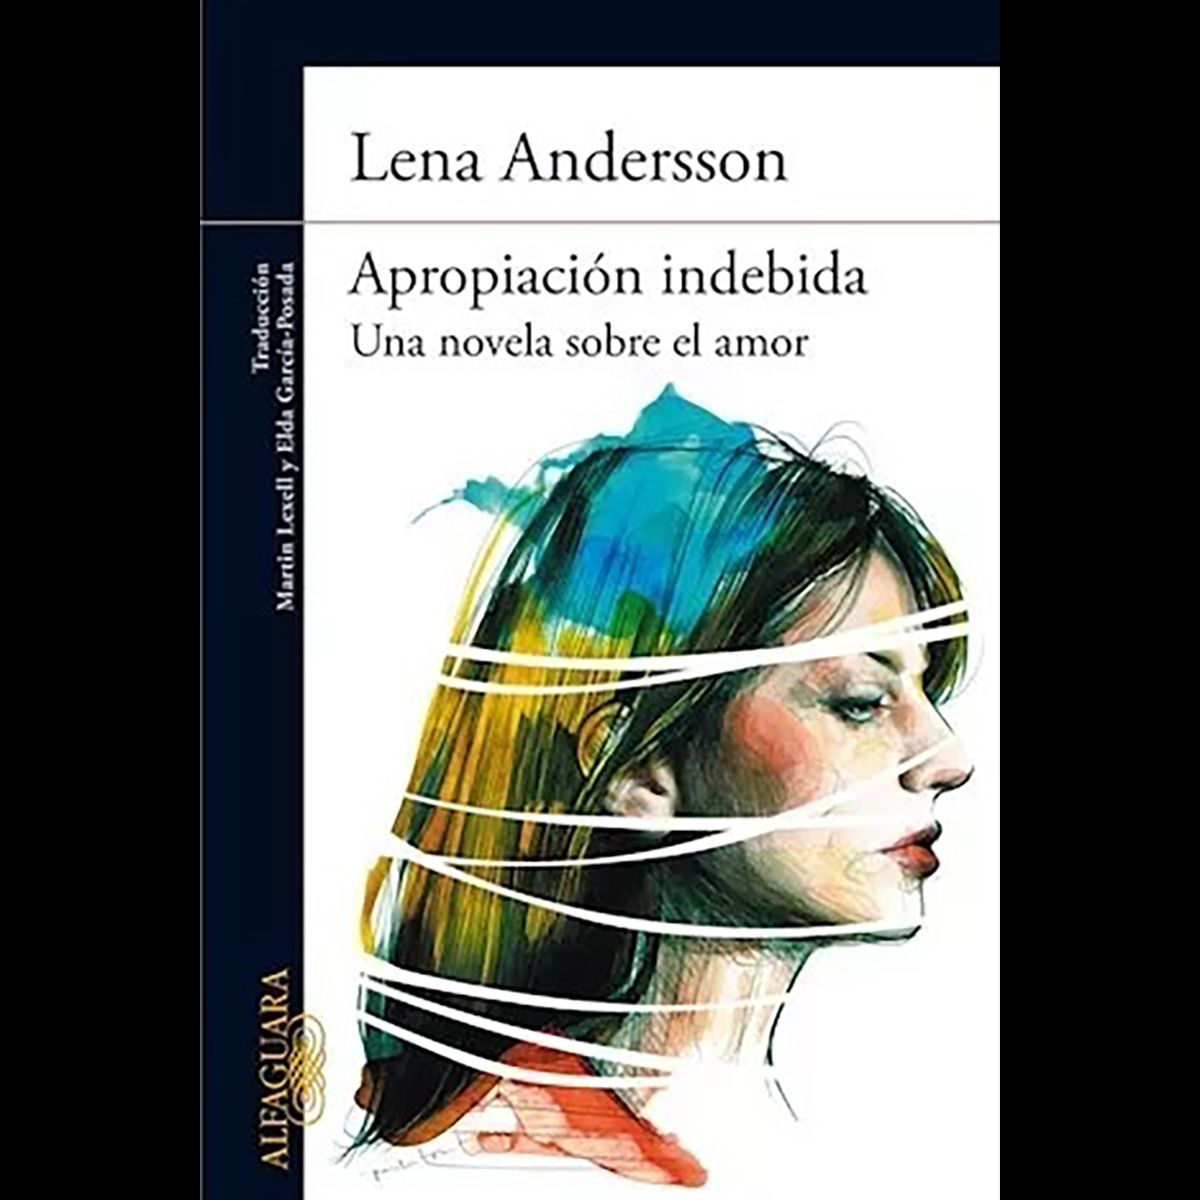 Lena Andersson
Apropiación indebida
Una novela sobre el amor
Traducción
Martin Lexell y Elda García-Posada
ALFAGUARA